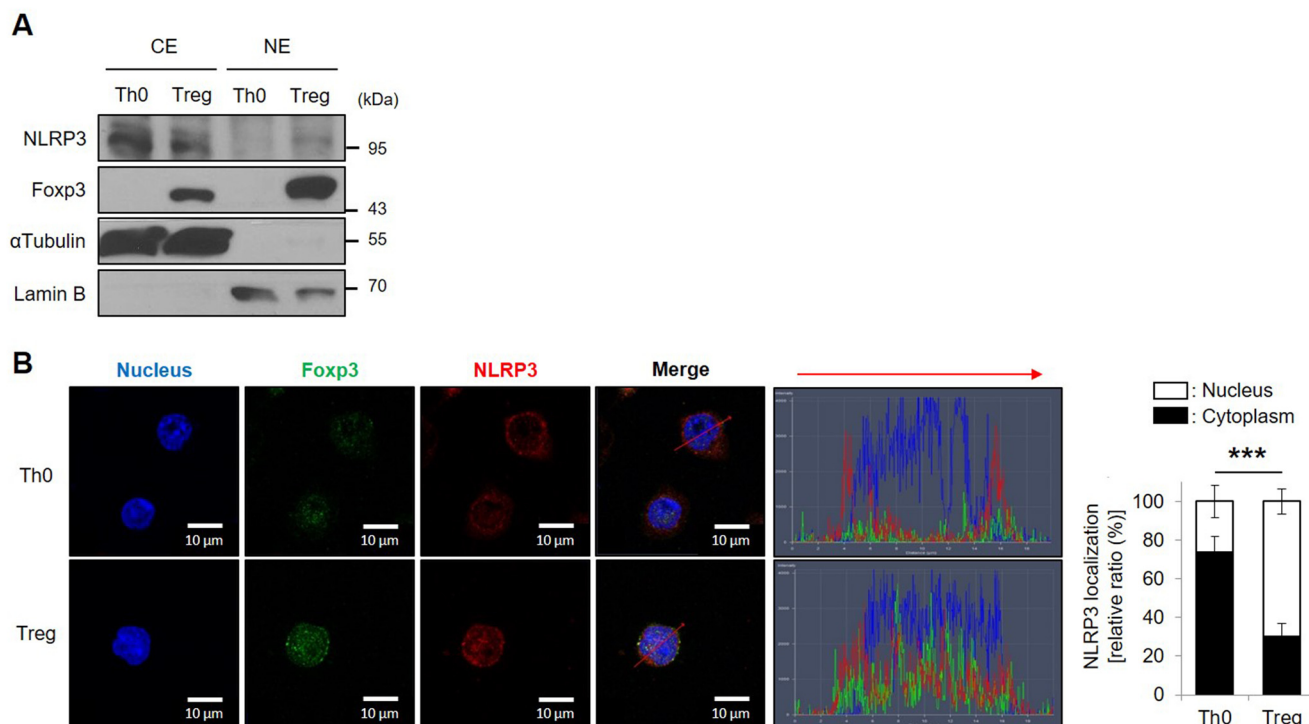 A
CE NE
Th0 Treg Th0 Treg (kDa)
NLRP3 95
Foxp3 43
αTubulin 55
Lamin B 70
B
Nucleus Foxp3 NLRP3 Merge
: Nucleus
: Cytoplasm
***
Th0
10 µm 10 µm 10 µm 10 µm
Treg
10 µm 10 µm 10 µm 10 µm
NLRP3 localization
[relative ratio (%)]
100
80
60
40
20
0
Th0 Treg